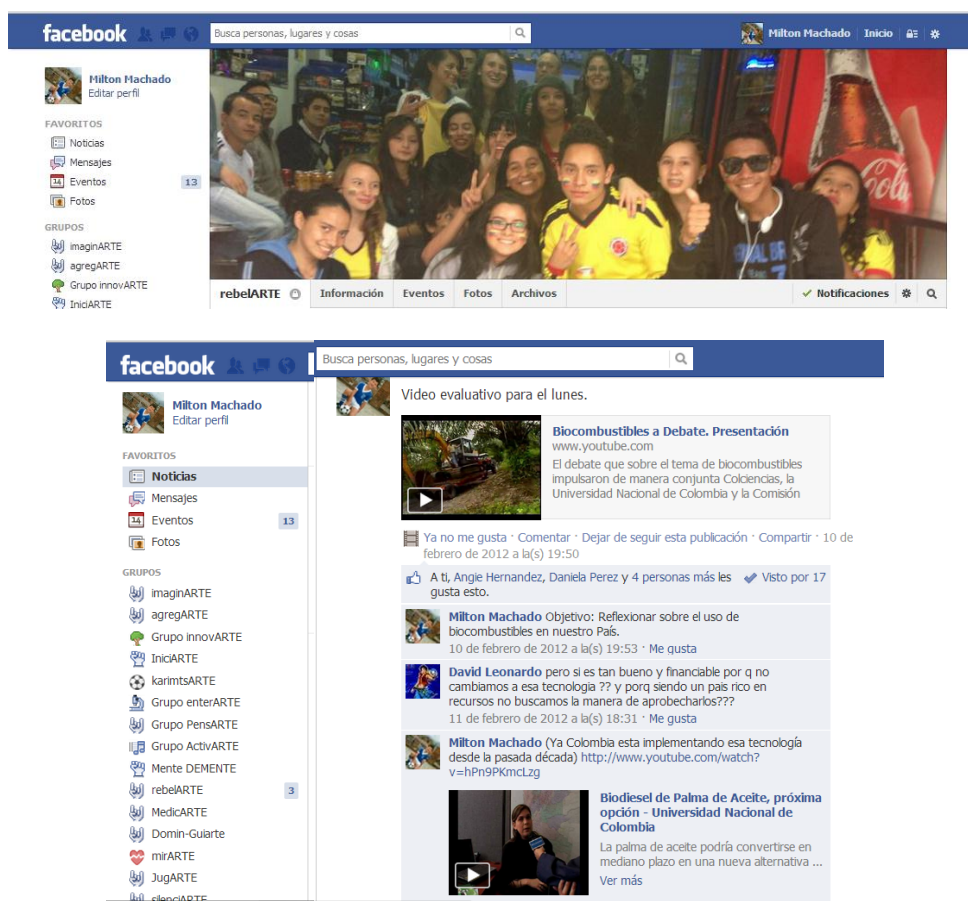 facebook
Busca personas, lugares y cosas
Milton Machado
Inicio
Milton Machado
Editar perfil
FAVORITOS
Noticias
Mensajes
14 Eventos 13
Fotos
GRUPOS
imaginARTE
agregARTE
Grupo innovARTE
IniciARTE
rebelARTE
Información
Eventos
Fotos
Archivos
Notificaciones
facebook
Busca personas, lugares y cosas
Milton Machado
Editar perfil
FAVORITOS
Noticias
Mensajes
14 Eventos 13
Fotos
GRUPOS
imaginARTE
agregARTE
Grupo innovARTE
IniciARTE
karimtsARTE
Grupo enterARTE
Grupo PensARTE
Grupo ActivARTE
Mente DEMENTE
rebelARTE 3
MedicARTE
Domin-Guiarte
mirARTE
JugARTE
silenciARTE
Video evaluativo para el lunes.
Biocombustibles a Debate. Presentación
www.youtube.com
El debate que sobre el tema de biocombustibles
impulsaron de manera conjunta Colciencias, la
Universidad Nacional de Colombia y la Comisión
Ya no me gusta · Comentar · Dejar de seguir esta publicación · Compartir · 10 de
febrero de 2012 a la(s) 19:50
A ti, Angie Hernandez, Daniela Perez y 4 personas más les
gusta esto.
Visto por 17
Milton Machado Objetivo: Reflexionar sobre el uso de
biocombustibles en nuestro País.
10 de febrero de 2012 a la(s) 19:53 · Me gusta
David Leonardo pero si es tan bueno y financiable por q no
cambiamos a esa tecnologia ?? y porq siendo un pais rico en
recursos no buscamos la manera de aprobecharlos???
11 de febrero de 2012 a la(s) 18:31 · Me gusta
Milton Machado (Ya Colombia esta implementando esa tecnología
desde la pasada década) http://www.youtube.com/watch?
v=hPn9PKmcLzg
Biodiesel de Palma de Aceite, próxima
opción - Universidad Nacional de
Colombia
La palma de aceite podría convertirse en
mediano plazo en una nueva alternativa ...
Ver más